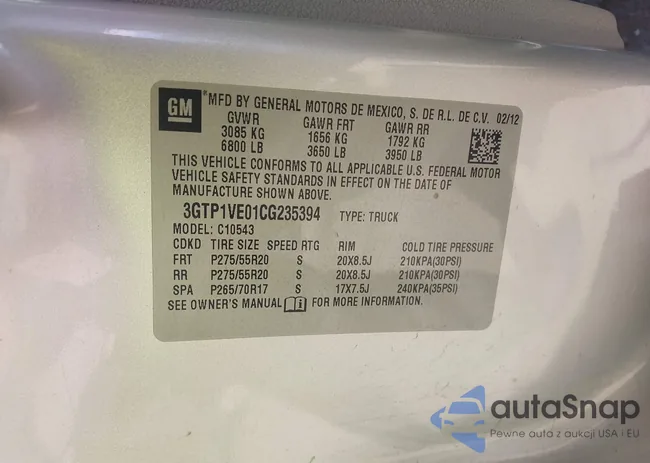 GM
*MFD BY GENERAL MOTORS DE MEXICO, S. DE R.L. DE C.V. 02/12
GVWR GAWR FRT GAWR RR
3085 KG 1656 KG 1792 KG
6800 LB 3650 LB 3950 LB
THIS VEHICLE CONFORMS TO ALL APPLICABLE U.S. FEDERAL MOTOR
VEHICLE SAFETY STANDARDS IN EFFECT ON THE DATE OF
MANUFACTURE SHOWN ABOVE.
3GTP1VE01CG235394 TYPE: TRUCK
MODEL: C10543
CDKD TIRE SIZE SPEED RTG RIM COLD TIRE PRESSURE
FRT P275/55R20 S 20X8.5J 210KPA(30PSI)
RR P275/55R20 S 20X8.5J 210KPA(30PSI)
SPA P265/70R17 S 17X7.5J 240KPA(35PSI)
SEE OWNER'S MANUAL FOR MORE INFORMATION.
autaSnap
Pewne auta z aukcji USA i EU